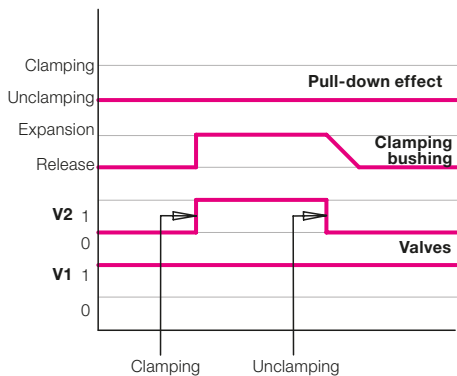 Clamping
Pull-down effect
Unclamping
Expansion
Clamping
bushing
Release
V2 1
0
Valves
V1 1
0
Clamping Unclamping